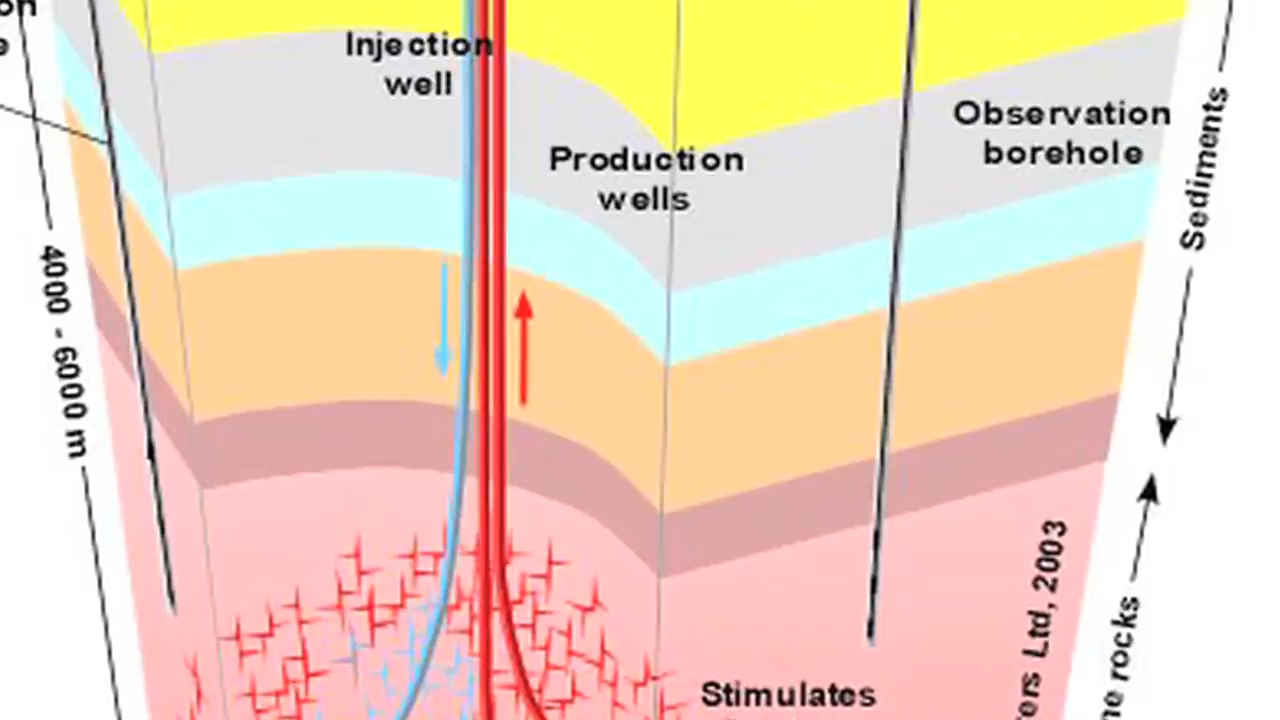 Injection
well
Production
wells
Observation
borehole
Sediments
4000 - 6000 m
Ltd, 2003
rocks
Stimulates